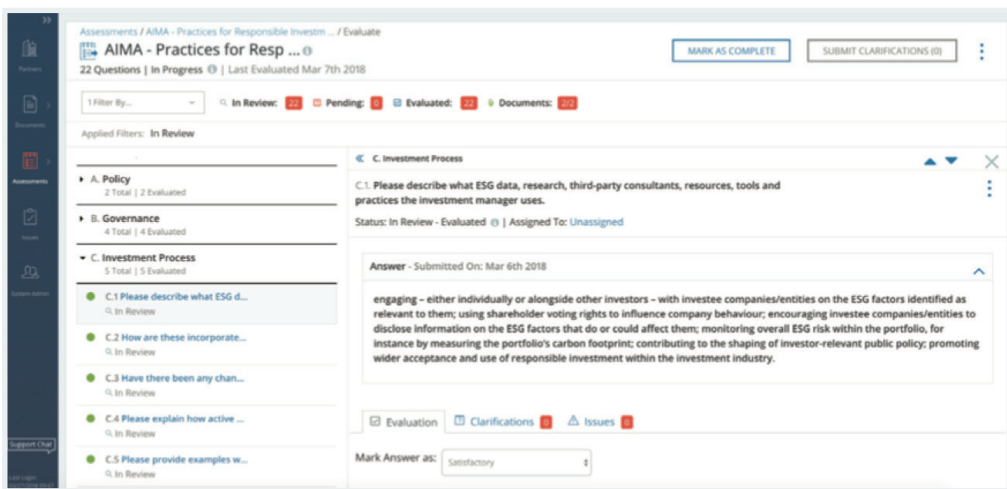 Assessments / AIMA - Practices for Responsible Investm ... / Evaluate
AIMA - Practices for Resp ...
22 Questions | In Progress | Last Evaluated Mar 7th 2018
MARK AS COMPLETE
SUBMIT CLARIFICATIONS (0)
1 Filter By...
In Review: 22
Pending: 0
Evaluated: 22
Documents: 2/2
Applied Filters: In Review
Partners
Documents
Assessments
Issues
System Admin
Support Chat
Last Login:
A. Policy
2 Total | 2 Evaluated
B. Governance
4 Total | 4 Evaluated
C. Investment Process
5 Total | 5 Evaluated
C.1 Please describe what ESG d...
In Review
C.2 How are these incorporate...
In Review
C.3 Have there been any chan...
In Review
C.4 Please explain how active ...
In Review
C.5 Please provide examples w...
In Review
C. Investment Process
C.1. Please describe what ESG data, research, third-party consultants, resources, tools and
practices the investment manager uses.
Status: In Review - Evaluated | Assigned To: Unassigned
Answer - Submitted On: Mar 6th 2018
engaging – either individually or alongside other investors – with investee companies/entities on the ESG factors identified as
relevant to them; using shareholder voting rights to influence company behaviour; encouraging investee companies/entities to
disclose information on the ESG factors that do or could affect them; monitoring overall ESG risk within the portfolio, for
instance by measuring the portfolio's carbon footprint; contributing to the shaping of investor-relevant public policy; promoting
wider acceptance and use of responsible investment within the investment industry.
Evaluation
Clarifications 0
Issues 0
Mark Answer as: Satisfactory